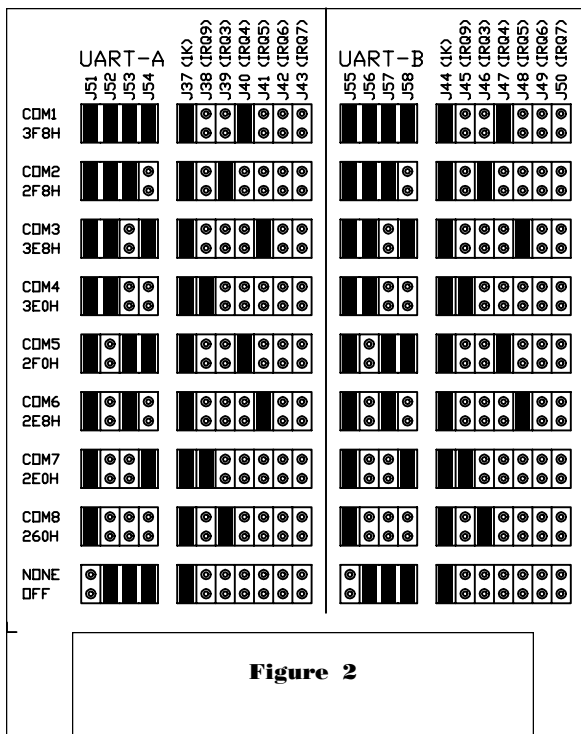 UART-A
J51
J52
J53
J54
J37 (1K)
J38 (IRQ9)
J39 (IRQ3)
J40 (IRQ4)
J41 (IRQ5)
J42 (IRQ6)
J43 (IRQ7)
UART-B
J55
J56
J57
J58
J44 (1K)
J45 (IRQ9)
J46 (IRQ3)
J47 (IRQ4)
J48 (IRQ5)
J49 (IRQ6)
J50 (IRQ7)
COM1
3F8H
COM2
2F8H
COM3
3E8H
COM4
3E0H
COM5
2F0H
COM6
2E8H
COM7
2E0H
COM8
260H
NONE
OFF
Figure 2